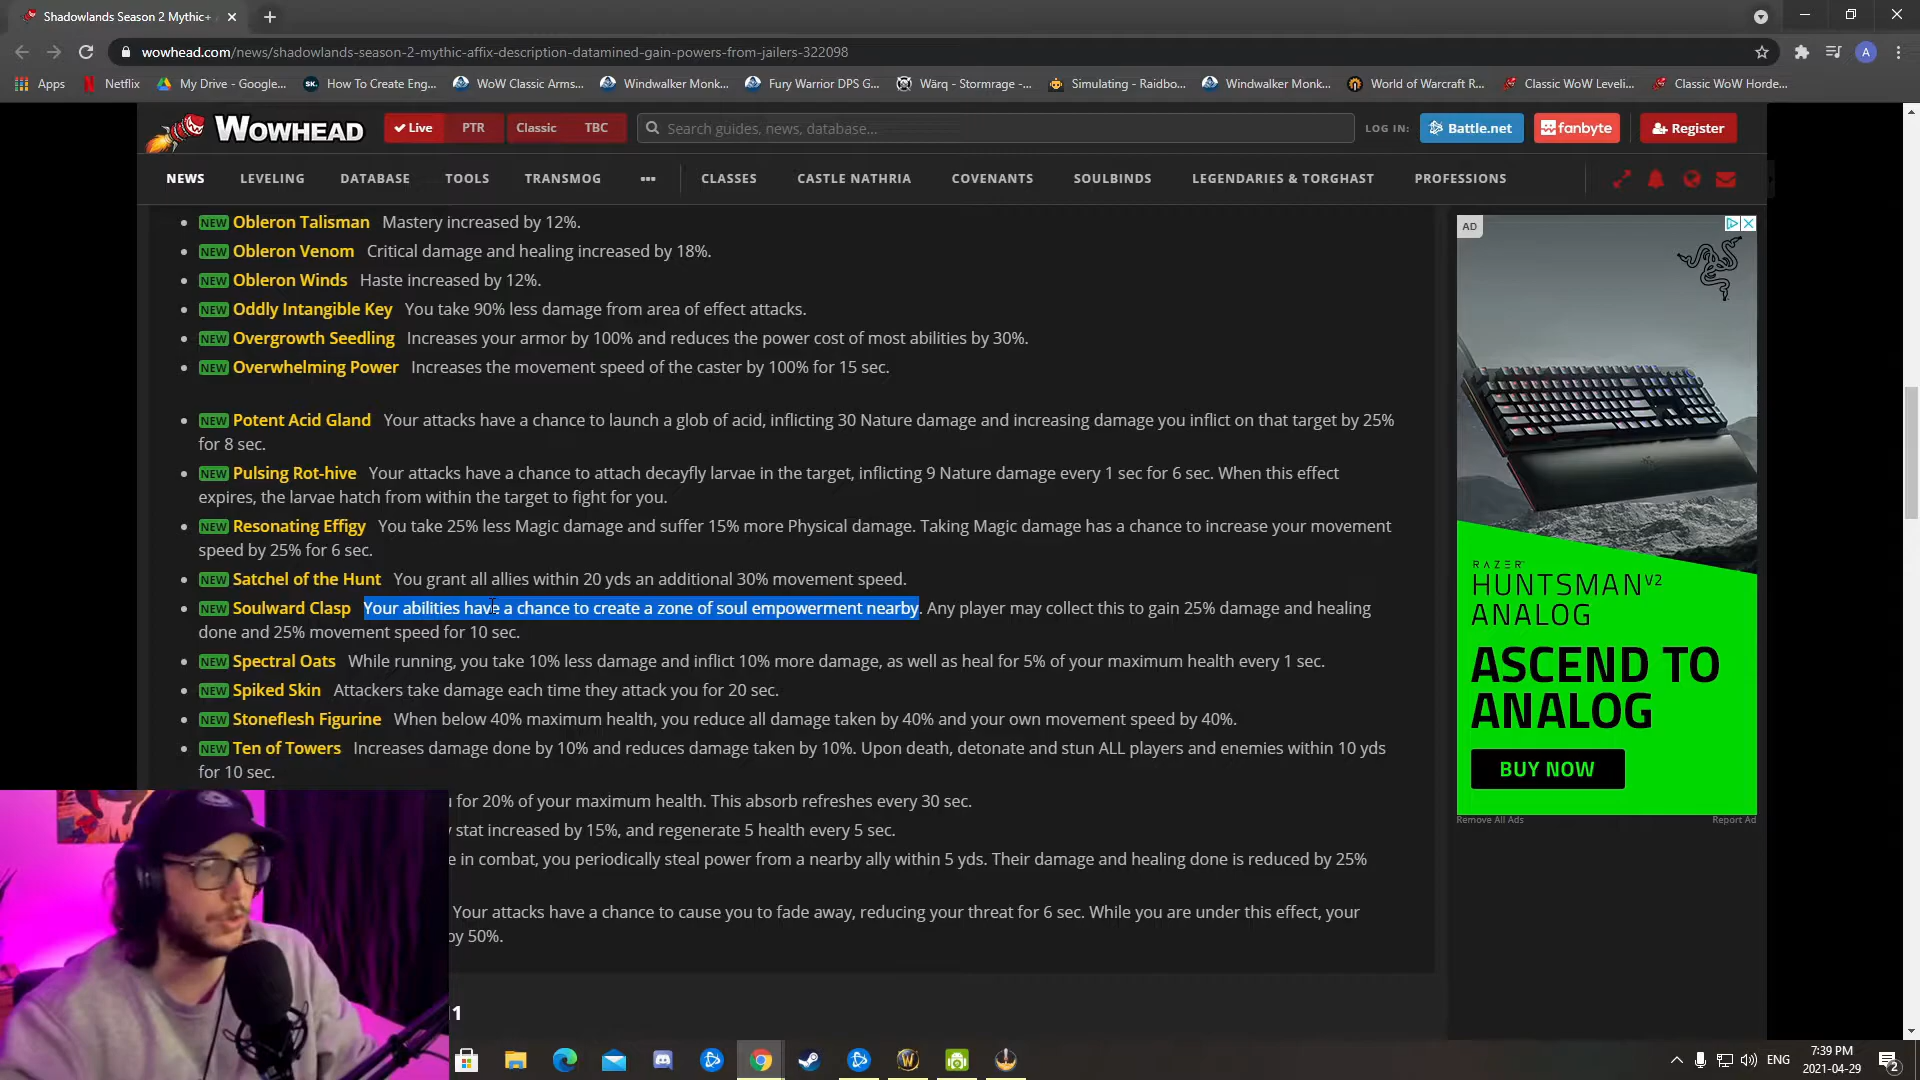 Shadowlands Season 2 Mythic+
wowhead.com/news/shadowlands-season-2-mythic-affix-description-datamined-gain-powers-from-jailers-322098
A
Apps Netflix My Drive - Google... How To Create Eng... WoW Classic Arms... Windwalker Monk... Fury Warrior DPS G... Wärq - Stormrage -... Simulating - Raidbo... Windwalker Monk... World of Warcraft R... Classic WoW Leveli... Classic WoW Horde...
WOWHEAD Live PTR Classic TBC Search guides, news, database... LOG IN: Battle.net fanbyte Register
NEWS LEVELING DATABASE TOOLS TRANSMOG ••• CLASSES CASTLE NATHRIA COVENANTS SOULBINDS LEGENDARIES & TORGHAST PROFESSIONS
NEW Obleron Talisman Mastery increased by 12%.
NEW Obleron Venom Critical damage and healing increased by 18%.
NEW Obleron Winds Haste increased by 12%.
NEW Oddly Intangible Key You take 90% less damage from area of effect attacks.
NEW Overgrowth Seedling Increases your armor by 100% and reduces the power cost of most abilities by 30%.
NEW Overwhelming Power Increases the movement speed of the caster by 100% for 15 sec.
NEW Potent Acid Gland Your attacks have a chance to launch a glob of acid, inflicting 30 Nature damage and increasing damage you inflict on that target by 25%
for 8 sec.
NEW Pulsing Rot-hive Your attacks have a chance to attach decayfly larvae in the target, inflicting 9 Nature damage every 1 sec for 6 sec. When this effect
expires, the larvae hatch from within the target to fight for you.
NEW Resonating Effigy You take 25% less Magic damage and suffer 15% more Physical damage. Taking Magic damage has a chance to increase your movement
speed by 25% for 6 sec.
NEW Satchel of the Hunt You grant all allies within 20 yds an additional 30% movement speed.
NEW Soulward Clasp Your abilities have a chance to create a zone of soul empowerment nearby. Any player may collect this to gain 25% damage and healing
done and 25% movement speed for 10 sec.
NEW Spectral Oats While running, you take 10% less damage and inflict 10% more damage, as well as heal for 5% of your maximum health every 1 sec.
NEW Spiked Skin Attackers take damage each time they attack you for 20 sec.
NEW Stoneflesh Figurine When below 40% maximum health, you reduce all damage taken by 40% and your own movement speed by 40%.
NEW Ten of Towers Increases damage done by 10% and reduces damage taken by 10%. Upon death, detonate and stun ALL players and enemies within 10 yds
for 10 sec.
for 20% of your maximum health. This absorb refreshes every 30 sec.
stat increased by 15%, and regenerate 5 health every 5 sec.
in combat, you periodically steal power from a nearby ally within 5 yds. Their damage and healing done is reduced by 25%
Your attacks have a chance to cause you to fade away, reducing your threat for 6 sec. While you are under this effect, your
by 50%.
1
AD
RAZER
HUNTSMAN V2
ANALOG
ASCEND TO
ANALOG
BUY NOW
Remove All Ads Report Ad
ENG
7:39 PM
2021-04-29
2